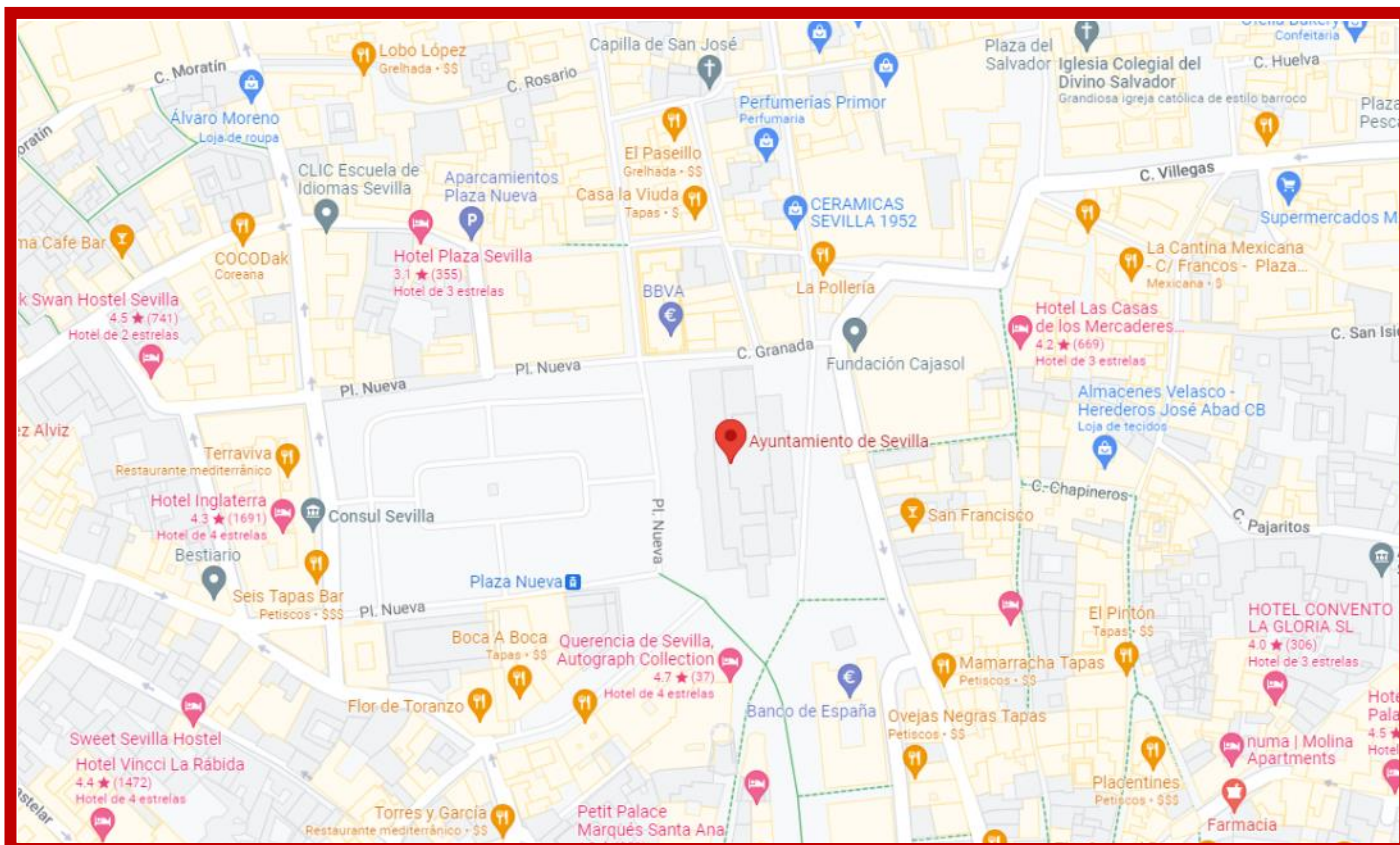 Lobo López
Grelhada • $$
Capilla de San José
Plaza del
Salvador
Iglesia Colegial del
Divino Salvador
Grandiosa igreja católica de estilo barroco
Confeitaria
C. Huelva
C. Moratín
C. Rosario
Álvaro Moreno
Loja de roupa
Perfumerías Primor
Perfumaria
El Paseillo
Grelhada • $$
CLIC Escuela de
Idiomas Sevilla
Aparcamientos
Plaza Nueva
P
Casa la Viuda
Tapas • $
CERAMICAS
SEVILLA 1952
C. Villegas
Supermercados M
COCODak
Coreana
ma Cafe Bar
Hotel Plaza Sevilla
3.1 ★ (355)
Hotel de 3 estrelas
BBVA
€
La Pollería
La Cantina Mexicana
- C/ Francos - Plaza...
Mexicana • $
k Swan Hostel Sevilla
4.5 ★ (741)
Hotel de 2 estrelas
Hotel Las Casas
de los Mercaderes...
4.2 ★ (669)
Hotel de 3 estrelas
C. San Isi
C. Granada
Fundación Cajasol
Pl. Nueva
Pl. Nueva
Almacenes Velasco -
Herederos José Abad CB
Loja de tecidos
ez Alviz
Terraviva
Restaurante mediterrânico
Ayuntamiento de Sevilla
Hotel Inglaterra
4.3 ★ (1691)
Hotel de 4 estrelas
Consul Sevilla
Pl. Nueva
San Francisco
C. Chapineros
C. Pajaritos
Bestiario
Seis Tapas Bar
Petiscos • $$$
Plaza Nueva
Pl. Nueva
Boca A Boca
Tapas • $$
Querencia de Sevilla,
Autograph Collection
4.7 ★ (37)
Hotel de 4 estrelas
El Pintón
Tapas • $$
HOTEL CONVENTO
LA GLORIA SL
4.0 ★ (306)
Hotel de 3 estrelas
Mamarracha Tapas
Petiscos • $$
Flor de Toranzo
€
Banco de España
Ovejas Negras Tapas
Petiscos • $$
Sweet Sevilla Hostel
Hotel Vincci La Rábida
4.4 ★ (1472)
Hotel de 4 estrelas
numa | Molina
Apartments
Placentines
Petiscos • $$$
Torres y García
Restaurante mediterrânico • $$
Petit Palace
Marqués Santa Ana
Farmacia